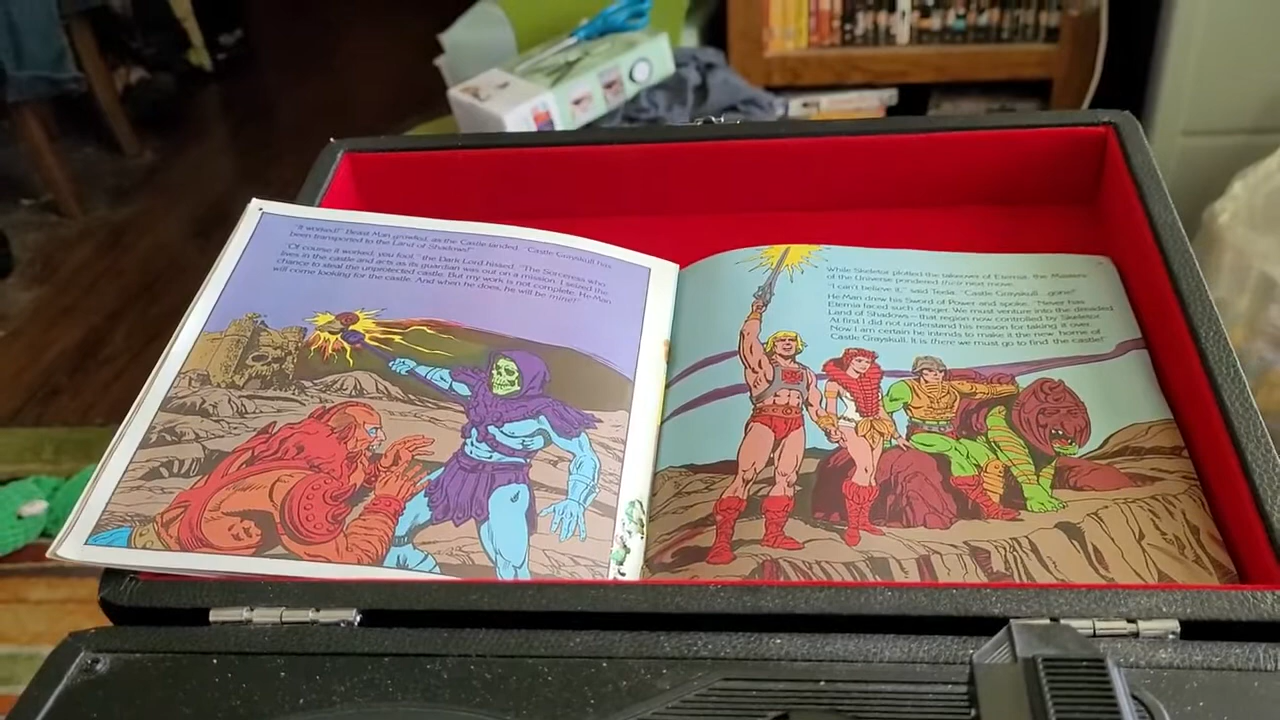 "It worked!" Beast Man growled, as the Castle landed. "Castle Grayskull has
been transported to the Land of Shadows!"
"Of course it worked, you fool," the Dark Lord hissed. "The Sorceress who
lives in the castle and acts as its guardian was out on a mission. I seized the
chance to steal the unprotected castle. But my work is not complete. He-Man
will come looking for the castle. And when he does, he will be mine!"
While Skeletor plotted the takeover of Eternia, the Masters
of the Universe pondered their next move.
"I can't believe it," said Teela. "Castle Grayskull...gone!"
He-Man drew his Sword of Power and spoke. "Never has
Eternia faced such danger. We must venture into the dreaded
Land of Shadows—that region now controlled by Skeletor.
At first I did not understand his reason for taking it over.
Now I am certain he intends to make it the new home of
Castle Grayskull. It is there we must go to find the castle!"